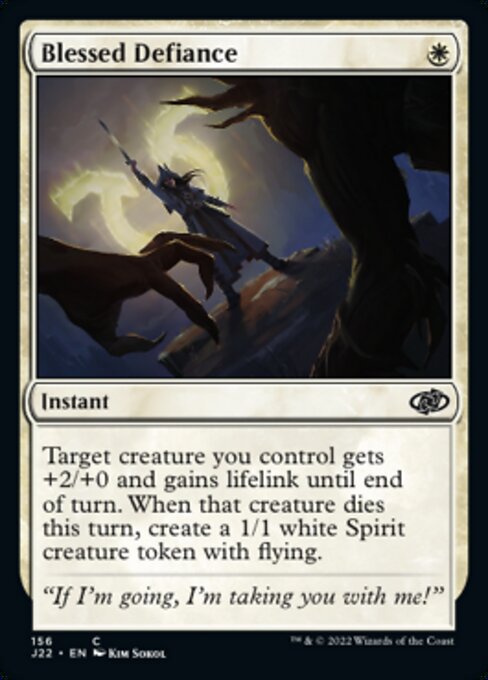 Blessed Defiance
Instant
Target creature you control gets
+2/+0 and gains lifelink until end
of turn. When that creature dies
this turn, create a 1/1 white Spirit
creature token with flying.
“If I’m going, I’m taking you with me!”
156 C
J22 • EN Kim Sokol
™ & © 2022 Wizards of the Coast